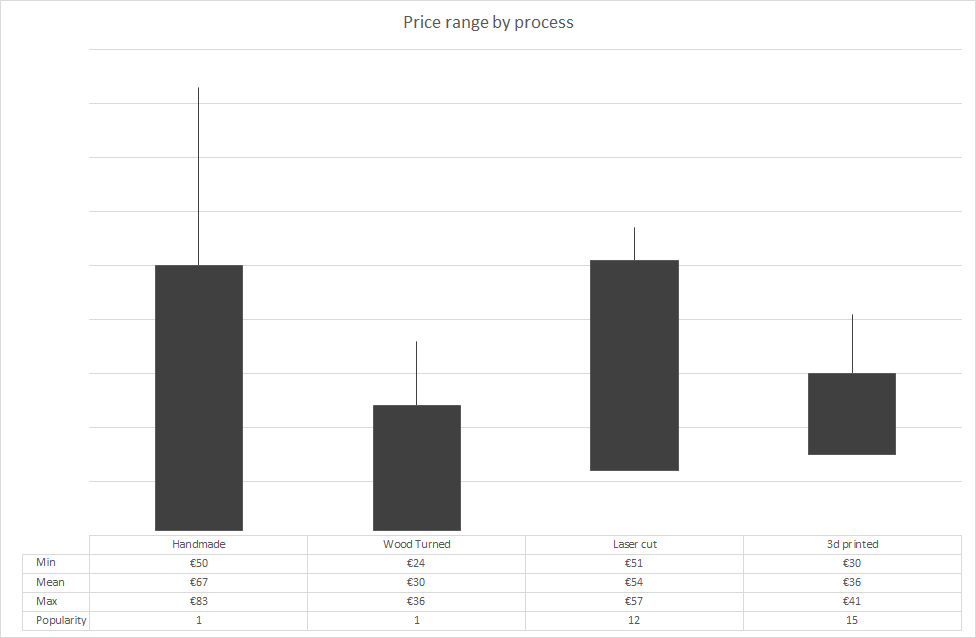 Price range by process
Handmade Wood Turned Laser cut 3d printed
Min €50 €24 €51 €30
Mean €67 €30 €54 €36
Max €83 €36 €57 €41
Popularity 1 1 12 15